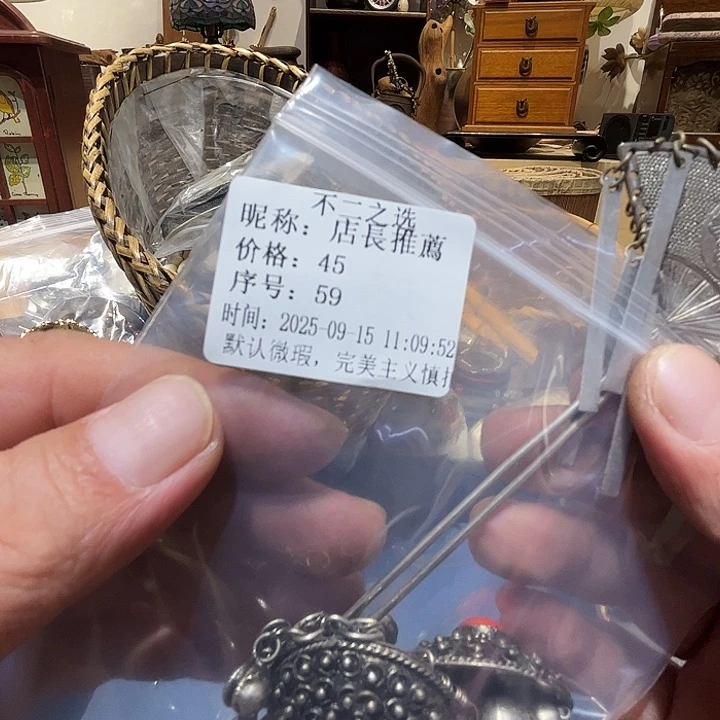 不二之选
昵称：店長推薦
价格：45
序号：59
时间：2025-09-15 11:09:52
默认微瑕，完美主义慎